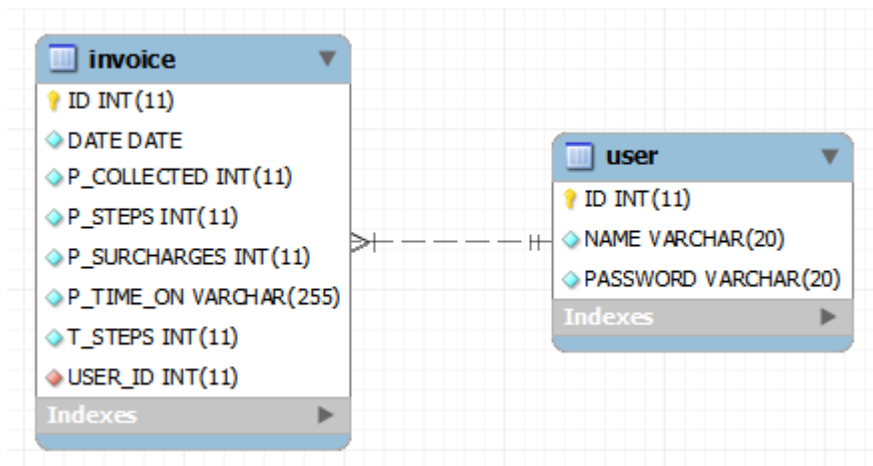 invoice
ID INT(11)
DATE DATE
P_COLLECTED INT(11)
P_STEPS INT(11)
P_SURCHARGES INT(11)
P_TIME_ON VARCHAR(255)
T_STEPS INT(11)
USER_ID INT(11)
Indexes
user
ID INT(11)
NAME VARCHAR(20)
PASSWORD VARCHAR(20)
Indexes